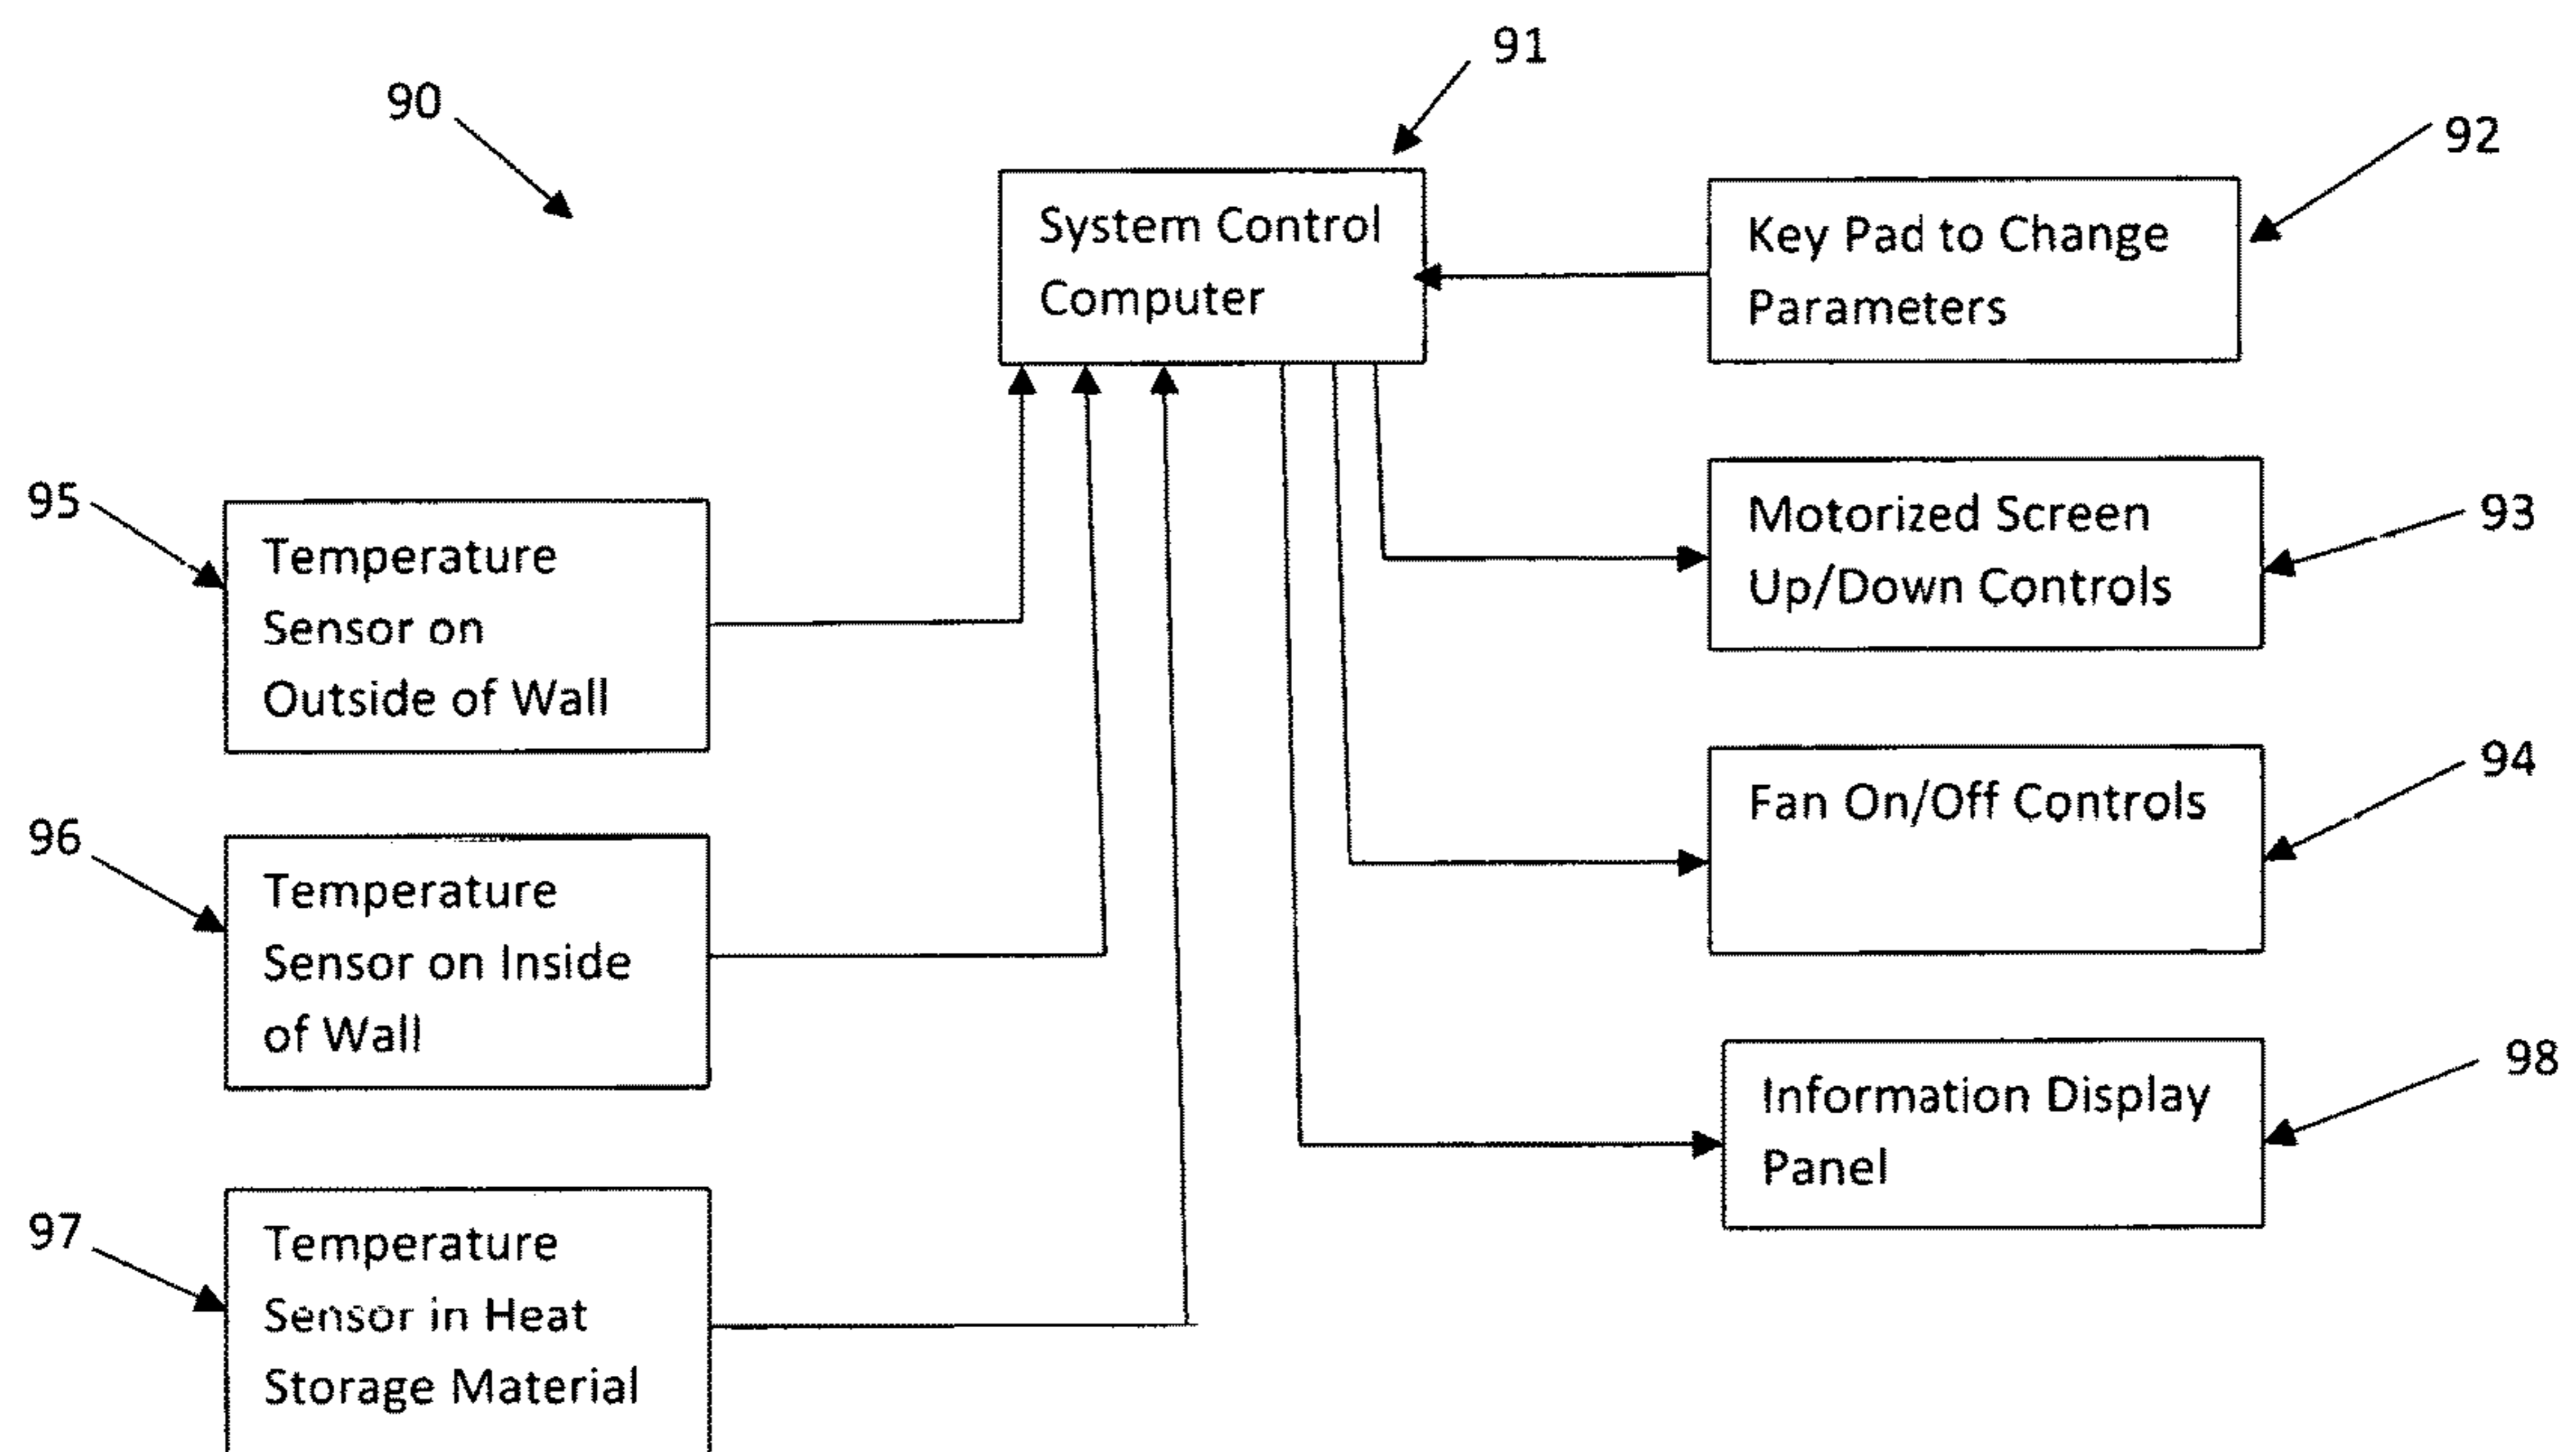 91
90
92
System Control
Computer
Key Pad to Change
Parameters
95
Temperature
Sensor on
Outside of Wall
Motorized Screen
Up/Down Controls
93
96
Temperature
Sensor on Inside
of Wall
Fan On/Off Controls
94
97
Temperature
Sensor in Heat
Storage Material
Information Display
Panel
98